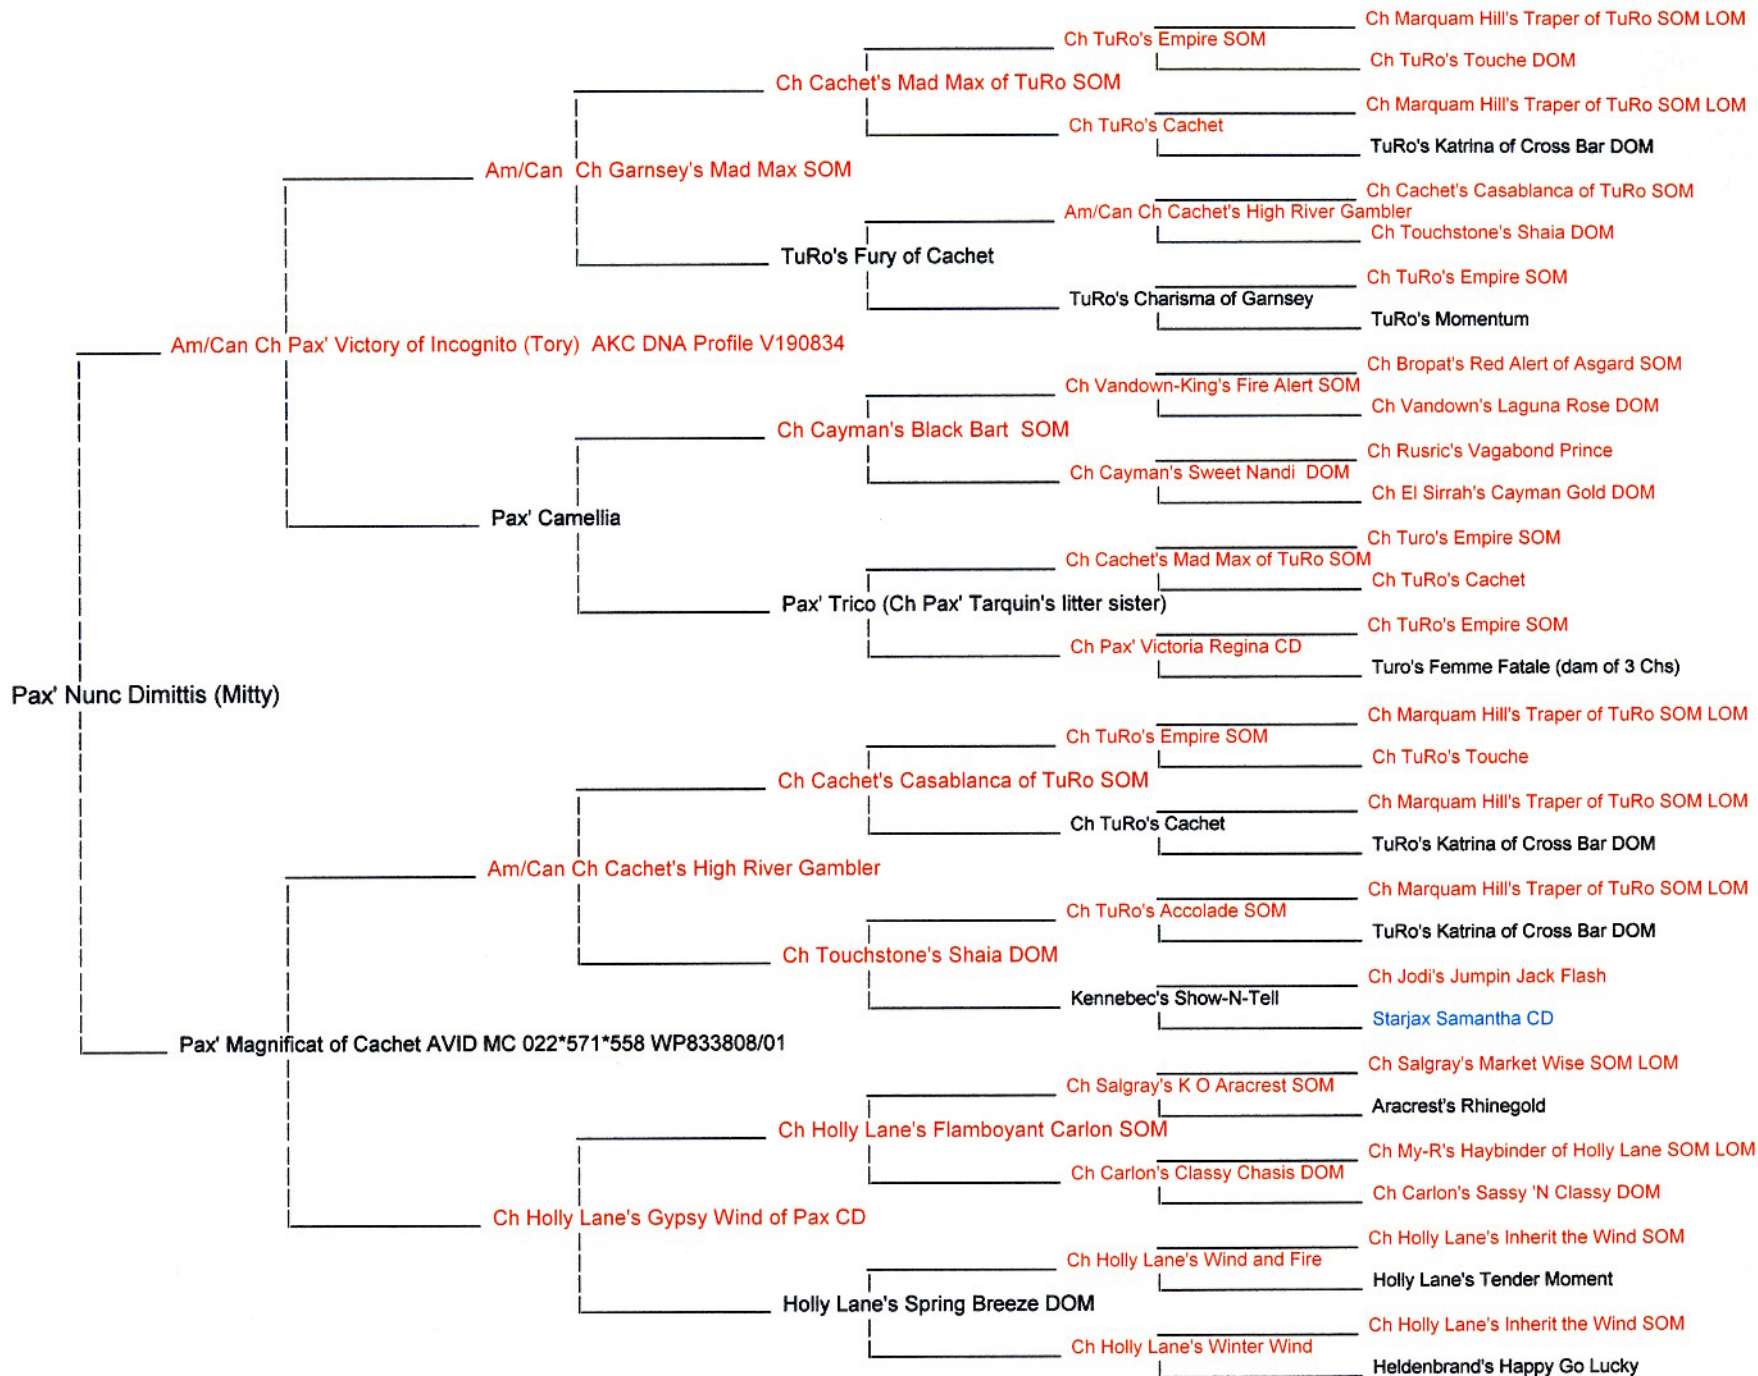 Ch Marquam Hill's Traper of TuRo SOM LOM
Ch TuRo's Empire SOM
Ch TuRo's Touche DOM
Ch Cachet's Mad Max of TuRo SOM
Ch Marquam Hill's Traper of TuRo SOM LOM
Ch TuRo's Cachet
TuRo's Katrina of Cross Bar DOM
Am/Can  Ch Garnsey's Mad Max SOM
Ch Cachet's Casablanca of TuRo SOM
Am/Can Ch Cachet's High River Gambler
Ch Touchstone's Shaia DOM
TuRo's Fury of Cachet
Ch TuRo's Empire SOM
TuRo's Charisma of Garnsey
TuRo's Momentum
Am/Can Ch Pax' Victory of Incognito (Tory)  AKC DNA Profile V190834
Ch Bropat's Red Alert of Asgard SOM
Ch Vandown-King's Fire Alert SOM
Ch Vandown's Laguna Rose DOM
Ch Cayman's Black Bart  SOM
Ch Rusric's Vagabond Prince
Ch Cayman's Sweet Nandi  DOM
Ch El Sirrah's Cayman Gold DOM
Pax' Camellia
Ch Turo's Empire SOM
Ch Cachet's Mad Max of TuRo SOM
Ch TuRo's Cachet
Pax' Trico (Ch Pax' Tarquin's litter sister)
Ch TuRo's Empire SOM
Ch Pax' Victoria Regina CD
Turo's Femme Fatale (dam of 3 Chs)
Pax' Nunc Dimittis (Mitty)
Ch Marquam Hill's Traper of TuRo SOM LOM
Ch TuRo's Empire SOM
Ch TuRo's Touche
Ch Cachet's Casablanca of TuRo SOM
Ch Marquam Hill's Traper of TuRo SOM LOM
Ch TuRo's Cachet
TuRo's Katrina of Cross Bar DOM
Am/Can Ch Cachet's High River Gambler
Ch Marquam Hill's Traper of TuRo SOM LOM
Ch TuRo's Accolade SOM
TuRo's Katrina of Cross Bar DOM
Ch Touchstone's Shaia DOM
Ch Jodi's Jumpin Jack Flash
Kennebec's Show-N-Tell
Starjax Samantha CD
Pax' Magnificat of Cachet AVID MC 022*571*558 WP833808/01
Ch Salgray's Market Wise SOM LOM
Ch Salgray's K O Aracrest SOM
Aracrest's Rhinegold
Ch Holly Lane's Flamboyant Carlon SOM
Ch My-R's Haybinder of Holly Lane SOM LOM
Ch Carlon's Classy Chasis DOM
Ch Carlon's Sassy 'N Classy DOM
Ch Holly Lane's Gypsy Wind of Pax CD
Ch Holly Lane's Inherit the Wind SOM
Ch Holly Lane's Wind and Fire
Holly Lane's Tender Moment
Holly Lane's Spring Breeze DOM
Ch Holly Lane's Inherit the Wind SOM
Ch Holly Lane's Winter Wind
Heldenbrand's Happy Go Lucky